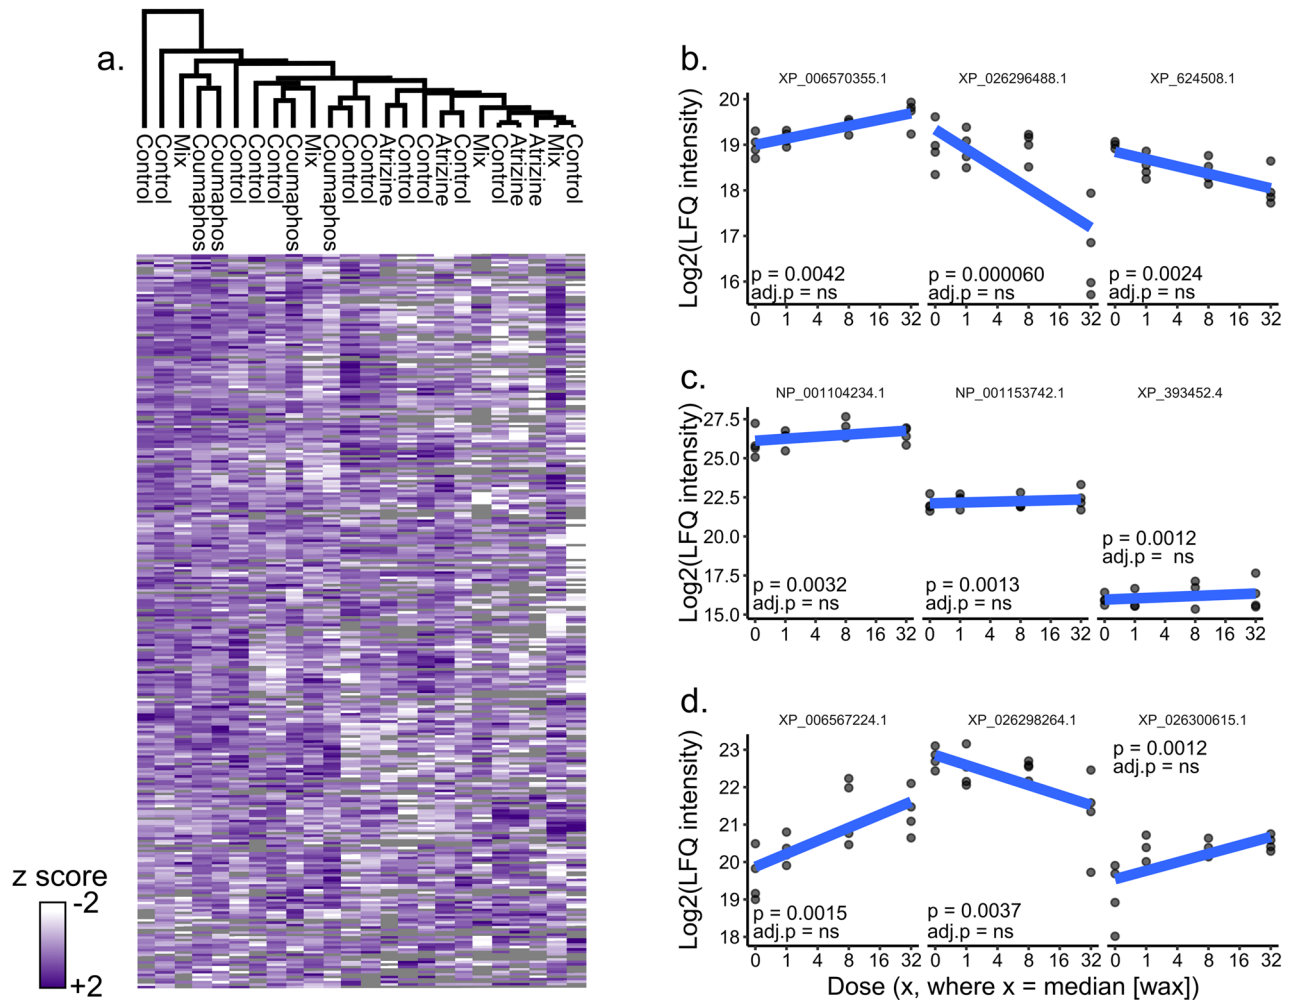 a.
Control
Control
Mix
Coumaphos
Coumaphos
Control
Control
Control
Coumaphos
Mix
Coumaphos
Control
Control
Atrizine
Control
Control
Atrizine
Control
Mix
Control
Atrizine
Atrizine
Mix
Control
z score
-2
+2
b.
XP_006570355.1 XP_026296488.1 XP_624508.1
Log2(LFQ intensity)
20
19
18
17
16
p = 0.0042
adj.p = ns
p = 0.000060
adj.p = ns
p = 0.0024
adj.p = ns
0 1 4 8 16 32 0 1 4 8 16 32 0 1 4 8 16 32
c.
NP_001104234.1 NP_001153742.1 XP_393452.4
Log2(LFQ intensity)
27.5
25.0
22.5
20.0
17.5
15.0
p = 0.0032
adj.p = ns
p = 0.0013
adj.p = ns
p = 0.0012
adj.p = ns
0 1 4 8 16 32 0 1 4 8 16 32 0 1 4 8 16 32
d.
XP_006567224.1 XP_026298264.1 XP_026300615.1
Log2(LFQ intensity)
23
22
21
20
19
18
p = 0.0015
adj.p = ns
p = 0.0037
adj.p = ns
p = 0.0012
adj.p = ns
0 1 4 8 16 32 0 1 4 8 16 32 0 1 4 8 16 32
Dose (x, where x = median [wax])